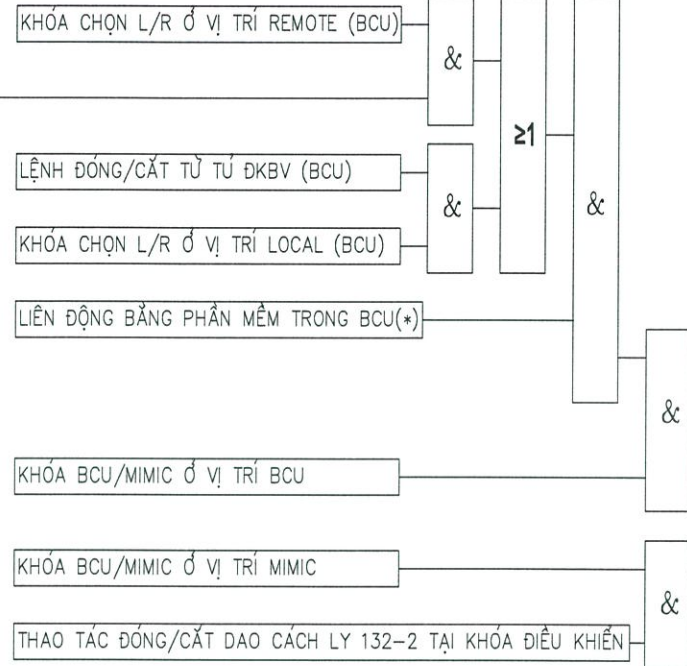 KHÓA CHỌN L/R Ở VỊ TRÍ REMOTE (BCU)
&
≥1
LỆNH ĐÓNG/CẮT TỪ TỦ ĐKBV (BCU)
&
&
KHÓA CHỌN L/R Ở VỊ TRÍ LOCAL (BCU)
LIÊN ĐỘNG BẰNG PHẦN MỀM TRONG BCU(*)
&
KHÓA BCU/MIMIC Ở VỊ TRÍ BCU
KHÓA BCU/MIMIC Ở VỊ TRÍ MIMIC
&
THAO TÁC ĐÓNG/CẮT DAO CÁCH LY 132-2 TẠI KHÓA ĐIỀU KHIỂN